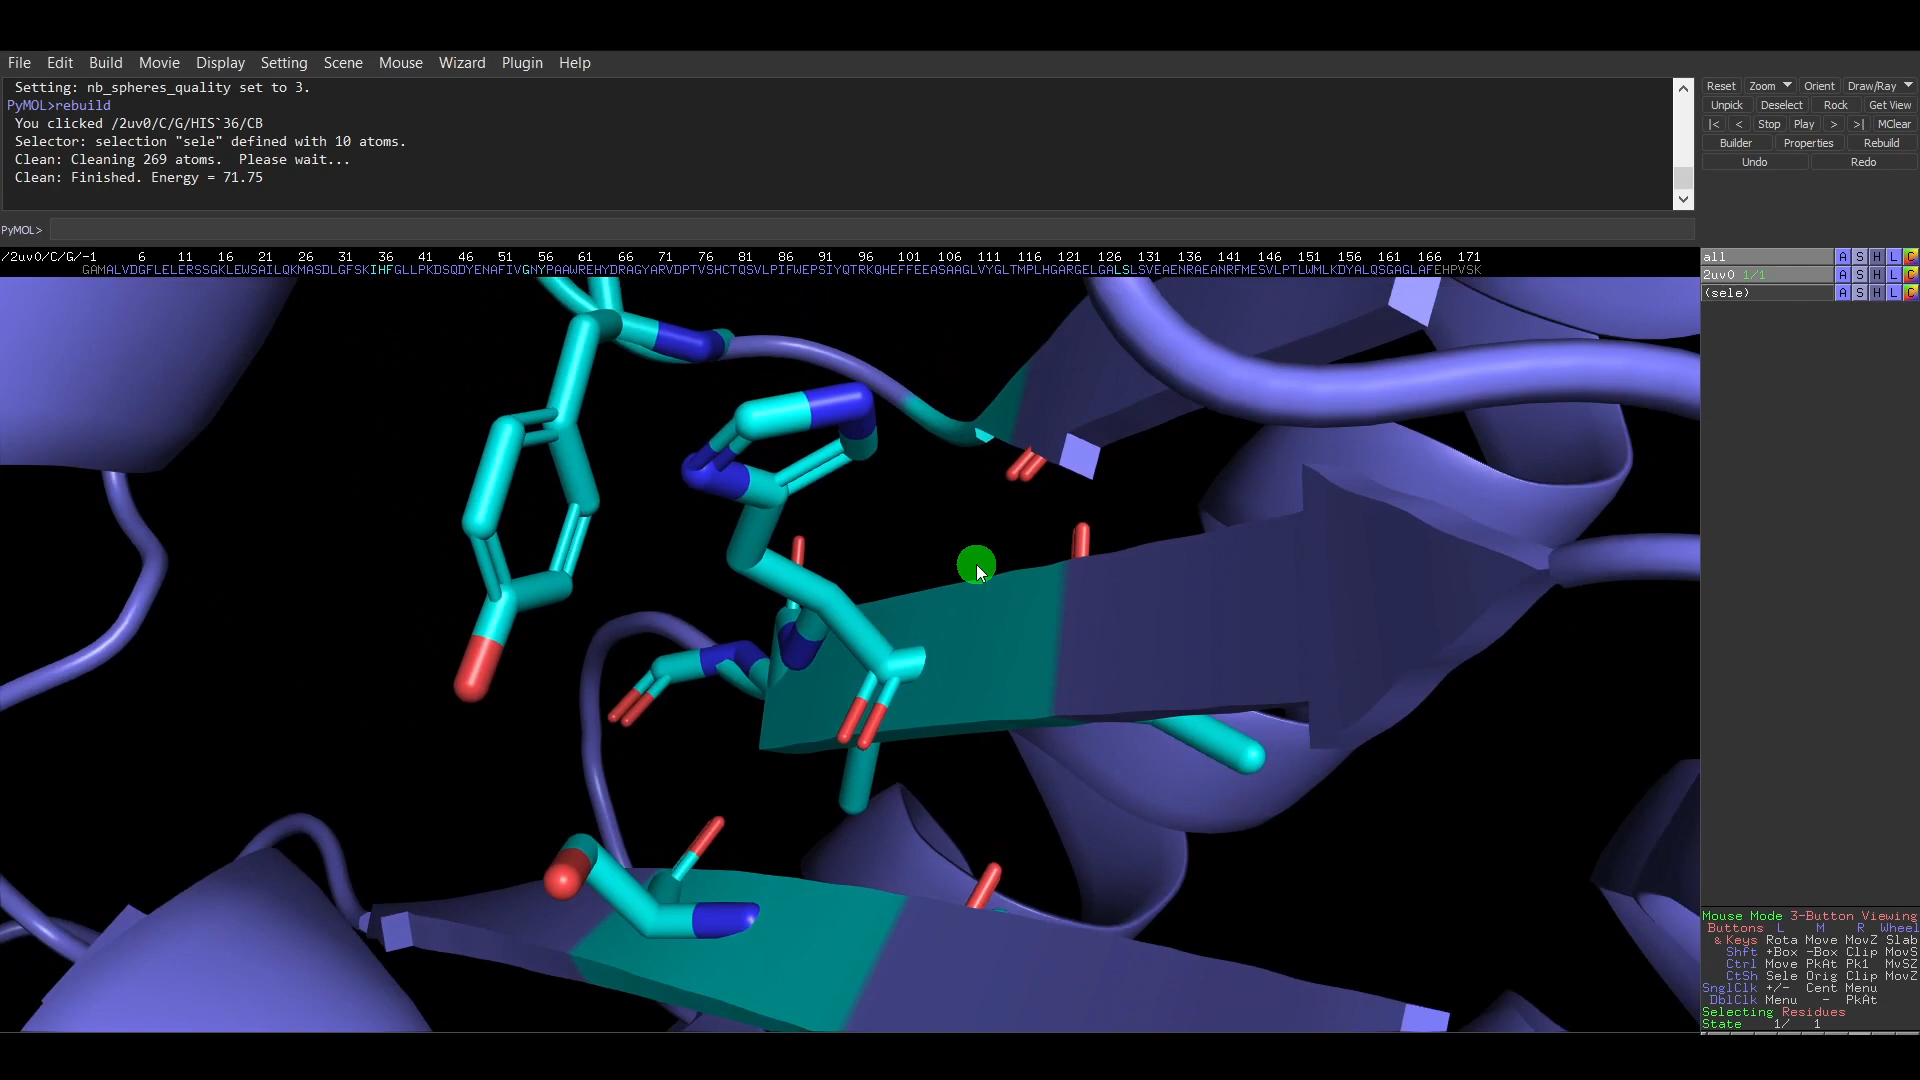 File Edit Build Movie Display Setting Scene Mouse Wizard Plugin Help
Setting: nb_spheres_quality set to 3.
PyMOL>rebuild
You clicked /2uv0/C/G/HIS`36/CB
Selector: selection "sele" defined with 10 atoms.
Clean: Cleaning 269 atoms. Please wait...
Clean: Finished. Energy = 71.75
PyMOL>
Reset Zoom Orient Draw/Ray
Unpick Deselect Rock Get View
|< < Stop Play > >| MClear
Builder Properties Rebuild
Undo Redo
/2uv0/C/G/-1 6 11 16 21 26 31 36 41 46 51 56 61 66 71 76 81 86 91 96 101 106 111 116 121 126 131 136 141 146 151 156 161 166 171
GAMALVDGFLELERSSGKLEWSAILQKMASDLGFSKIHFGLLPKDSQDYENAFIVGNYPAAWREHYDRAGYARVDPTVSHCTQSVLPIFWEPSIYQTRKQHEFFEEASAAGLVYGLTMPLHGARGELGALSLSVEAENRAEANRFMESVLPTLWMLKDYALQSGAGLAFEHPVSK
all A S H L C
2uv0 1/1 A S H L C
(sele) A S H L C
Mouse Mode 3-Button Viewing
Buttons L M R Wheel
& Keys Rota Move MovZ Slab
Shft +Box -Box Clip MovS
Ctrl Move PkAt Pk1 MvSZ
CtSh Sele Orig Clip MovZ
SnglClk +/- Cent Menu
DblClk Menu - PkAt
Selecting Residues
State 1/ 1